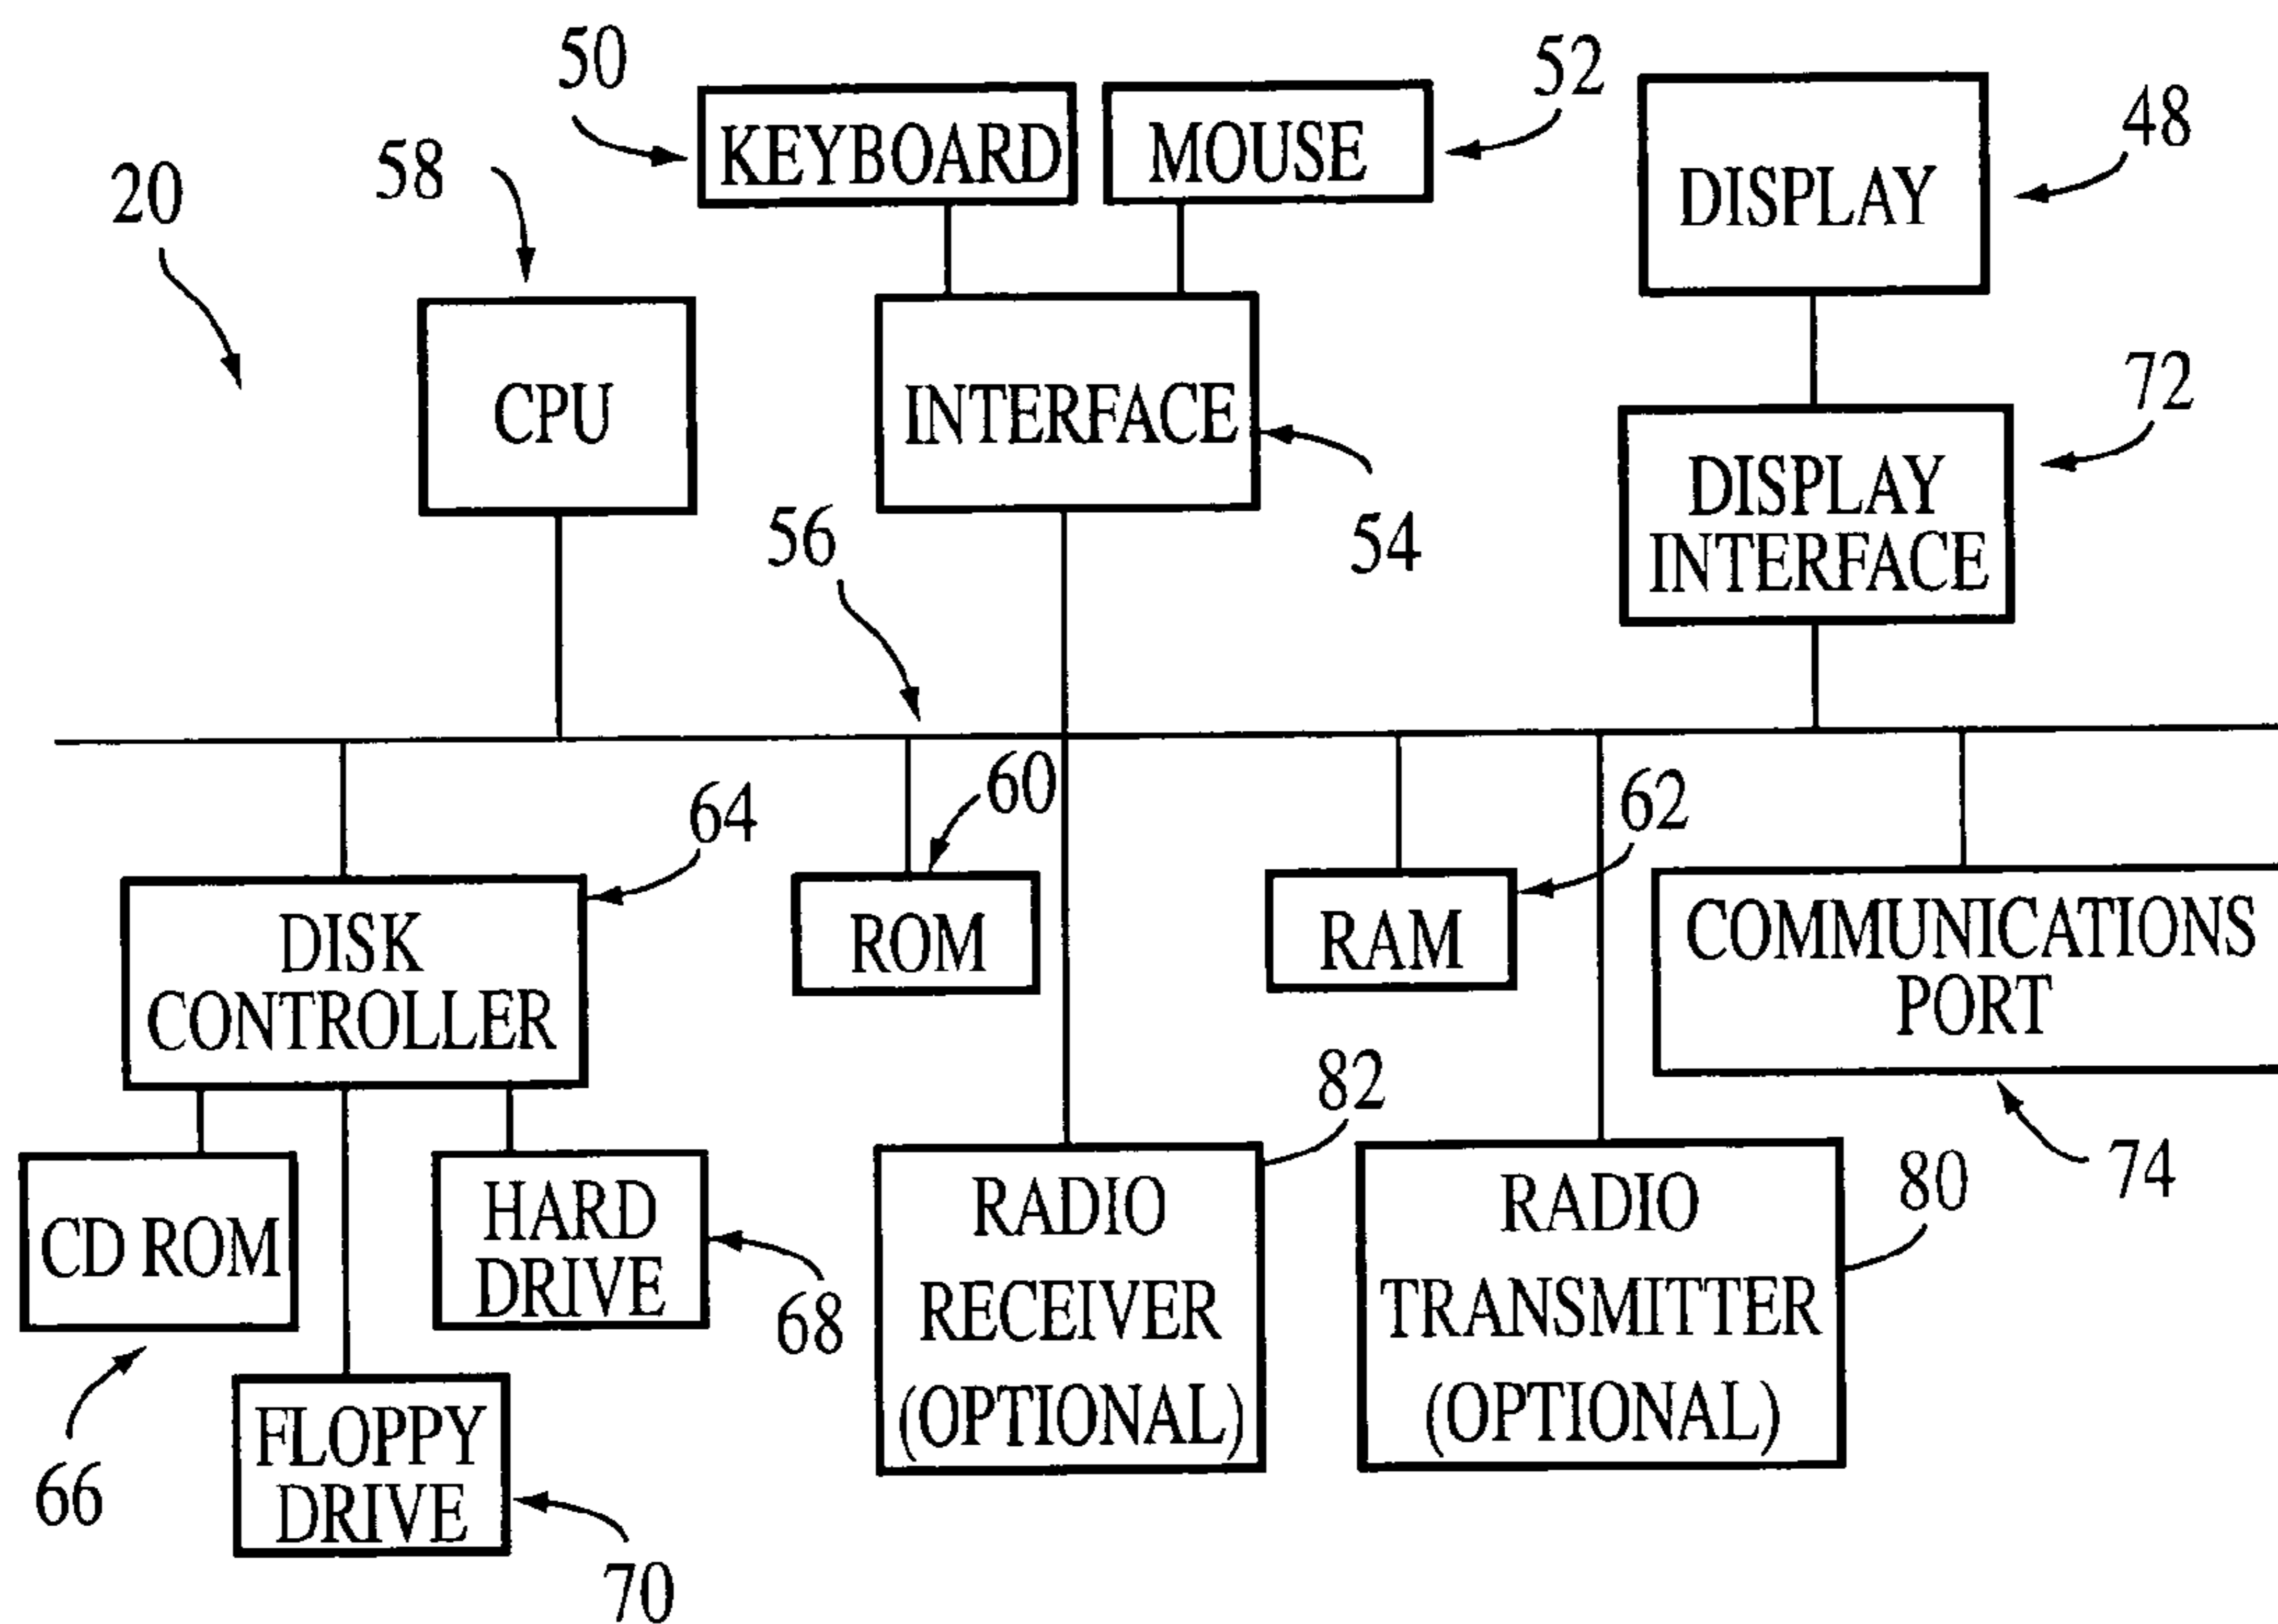 50
KEYBOARD
MOUSE
52
DISPLAY
48
58
20
CPU
INTERFACE
54
72
DISPLAY
INTERFACE
56
64
60
62
DISK
CONTROLLER
ROM
RAM
COMMUNICATIONS
PORT
74
82
80
CD ROM
66
HARD
DRIVE
68
FLOPPY
DRIVE
70
RADIO
RECEIVER
(OPTIONAL)
RADIO
TRANSMITTER
(OPTIONAL)